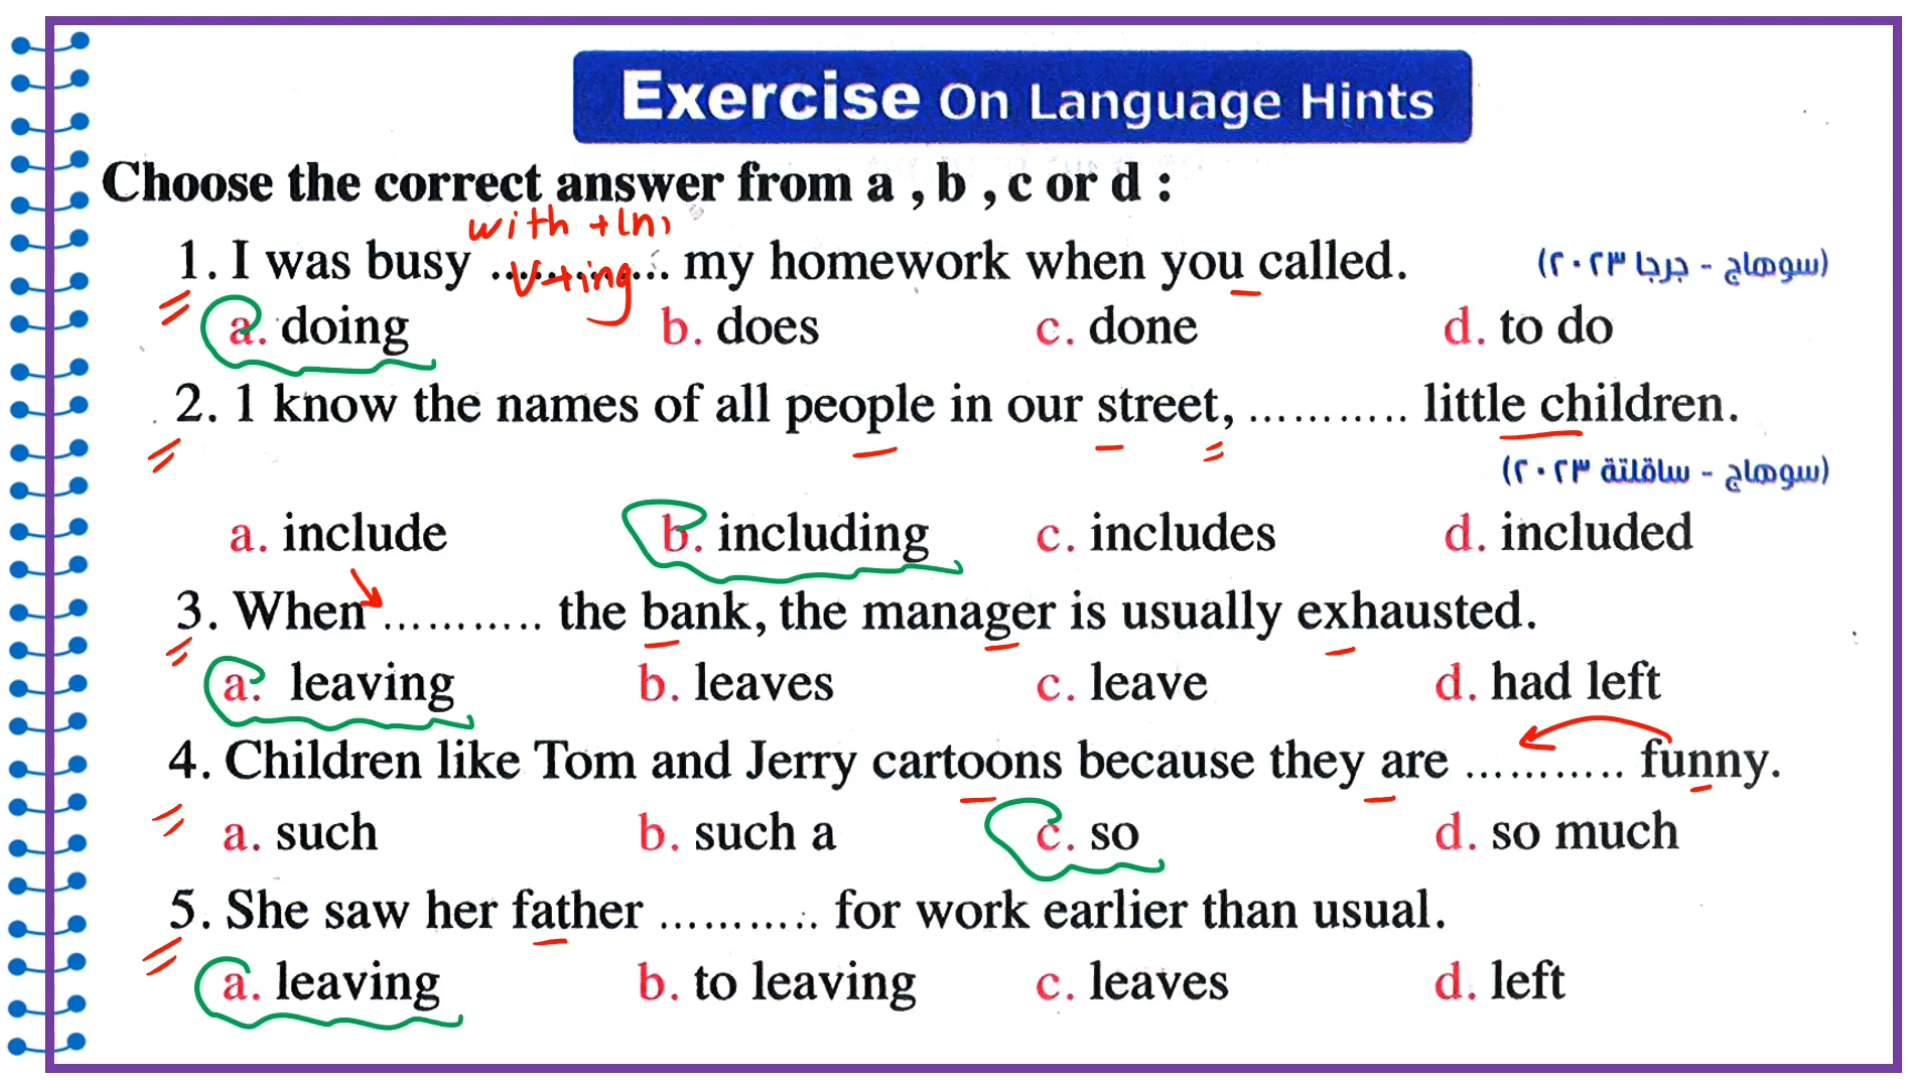 Exercise On Language Hints
Choose the correct answer from a , b , c or d :
with + اسم
1. I was busy ............ my homework when you called. (سوهاج - جرجا ٢٠٢٣)
V+ing
a. doing b. does c. done d. to do
2. 1 know the names of all people in our street, ........... little children.
(سوهاج - ساقلتة ٢٠٢٣)
a. include b. including c. includes d. included
3. When ........... the bank, the manager is usually exhausted.
a. leaving b. leaves c. leave d. had left
4. Children like Tom and Jerry cartoons because they are ........... funny.
a. such b. such a c. so d. so much
5. She saw her father ........... for work earlier than usual.
a. leaving b. to leaving c. leaves d. left